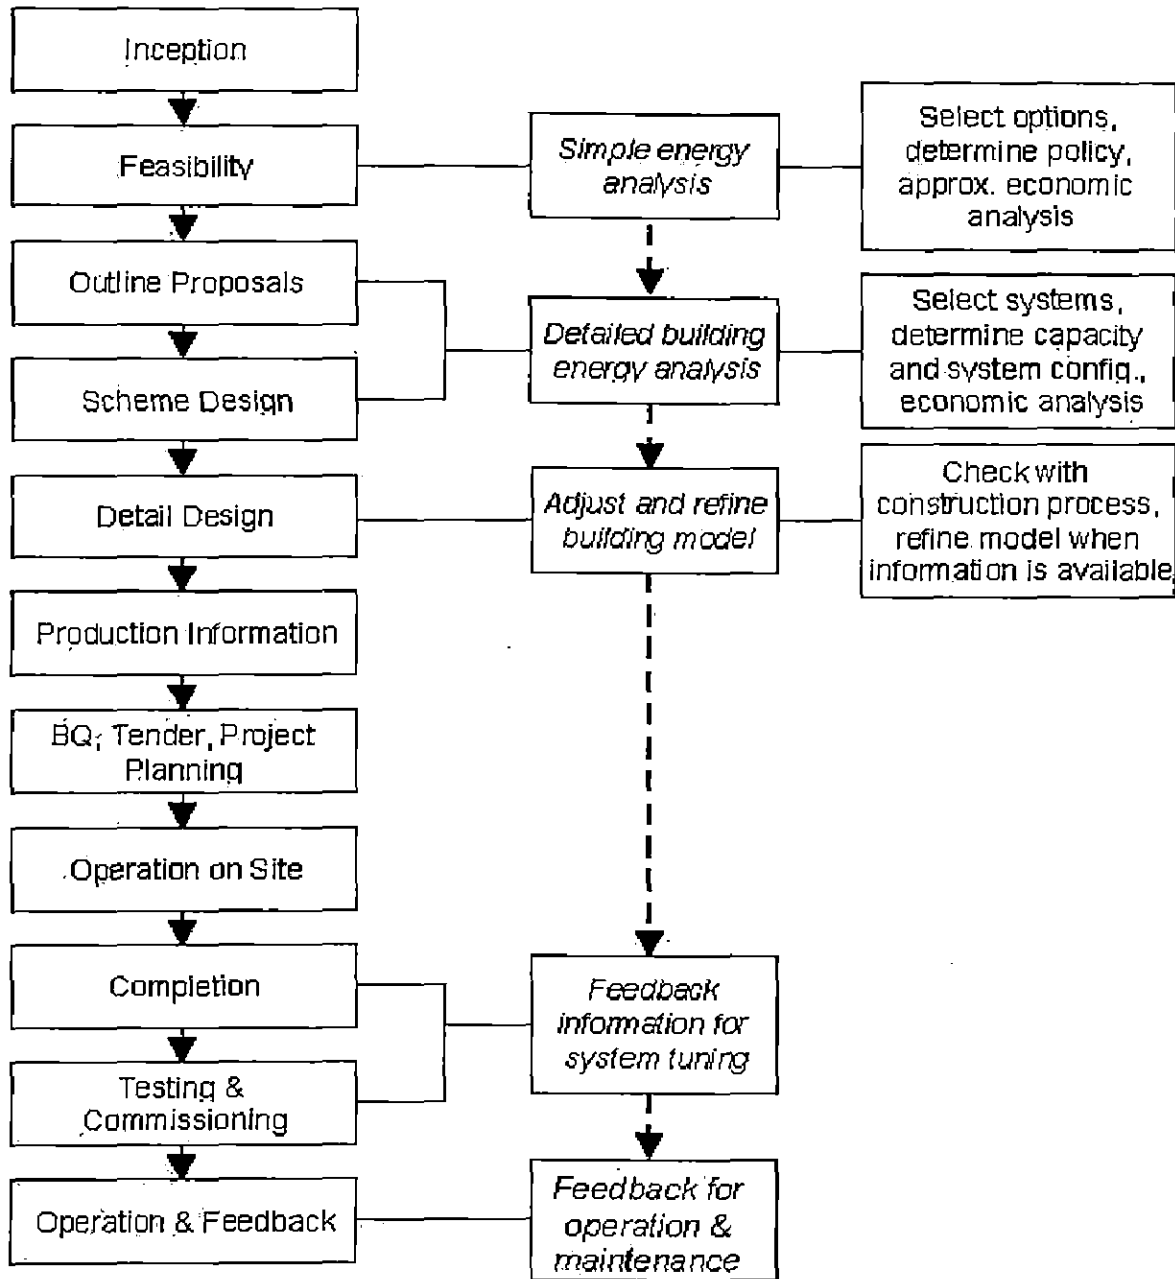 Inception
Feasibility
Outline Proposals
Scheme Design
Detail Design
Production Information
BQ, Tender, Project
Planning
Operation on Site
Completion
Testing &
Commissioning
Operation & Feedback
Simple energy
analysis
Detailed building
energy analysis
Adjust and refine
building model
Feedback
information for
system tuning
Feedback for
operation &
maintenance
Select options,
determine policy,
approx. economic
analysis
Select systems,
determine capacity
and system config.,
economic analysis
Check with
construction process,
refine model when
information is available